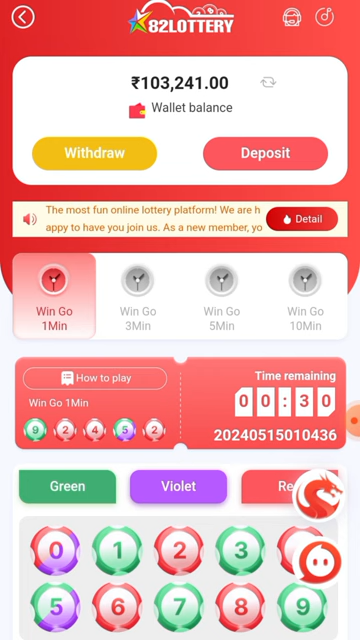 82LOTTERY
₹103,241.00
Wallet balance
Withdraw
Deposit
The most fun online lottery platform! We are h
appy to have you join us. As a new member, yo
Detail
Win Go
1Min
Win Go
3Min
Win Go
5Min
Win Go
10Min
How to play
Time remaining
Win Go 1Min
00:30
9 2 4 5 2
20240515010436
Green
Violet
0 1 2 3
5 6 7 8 9